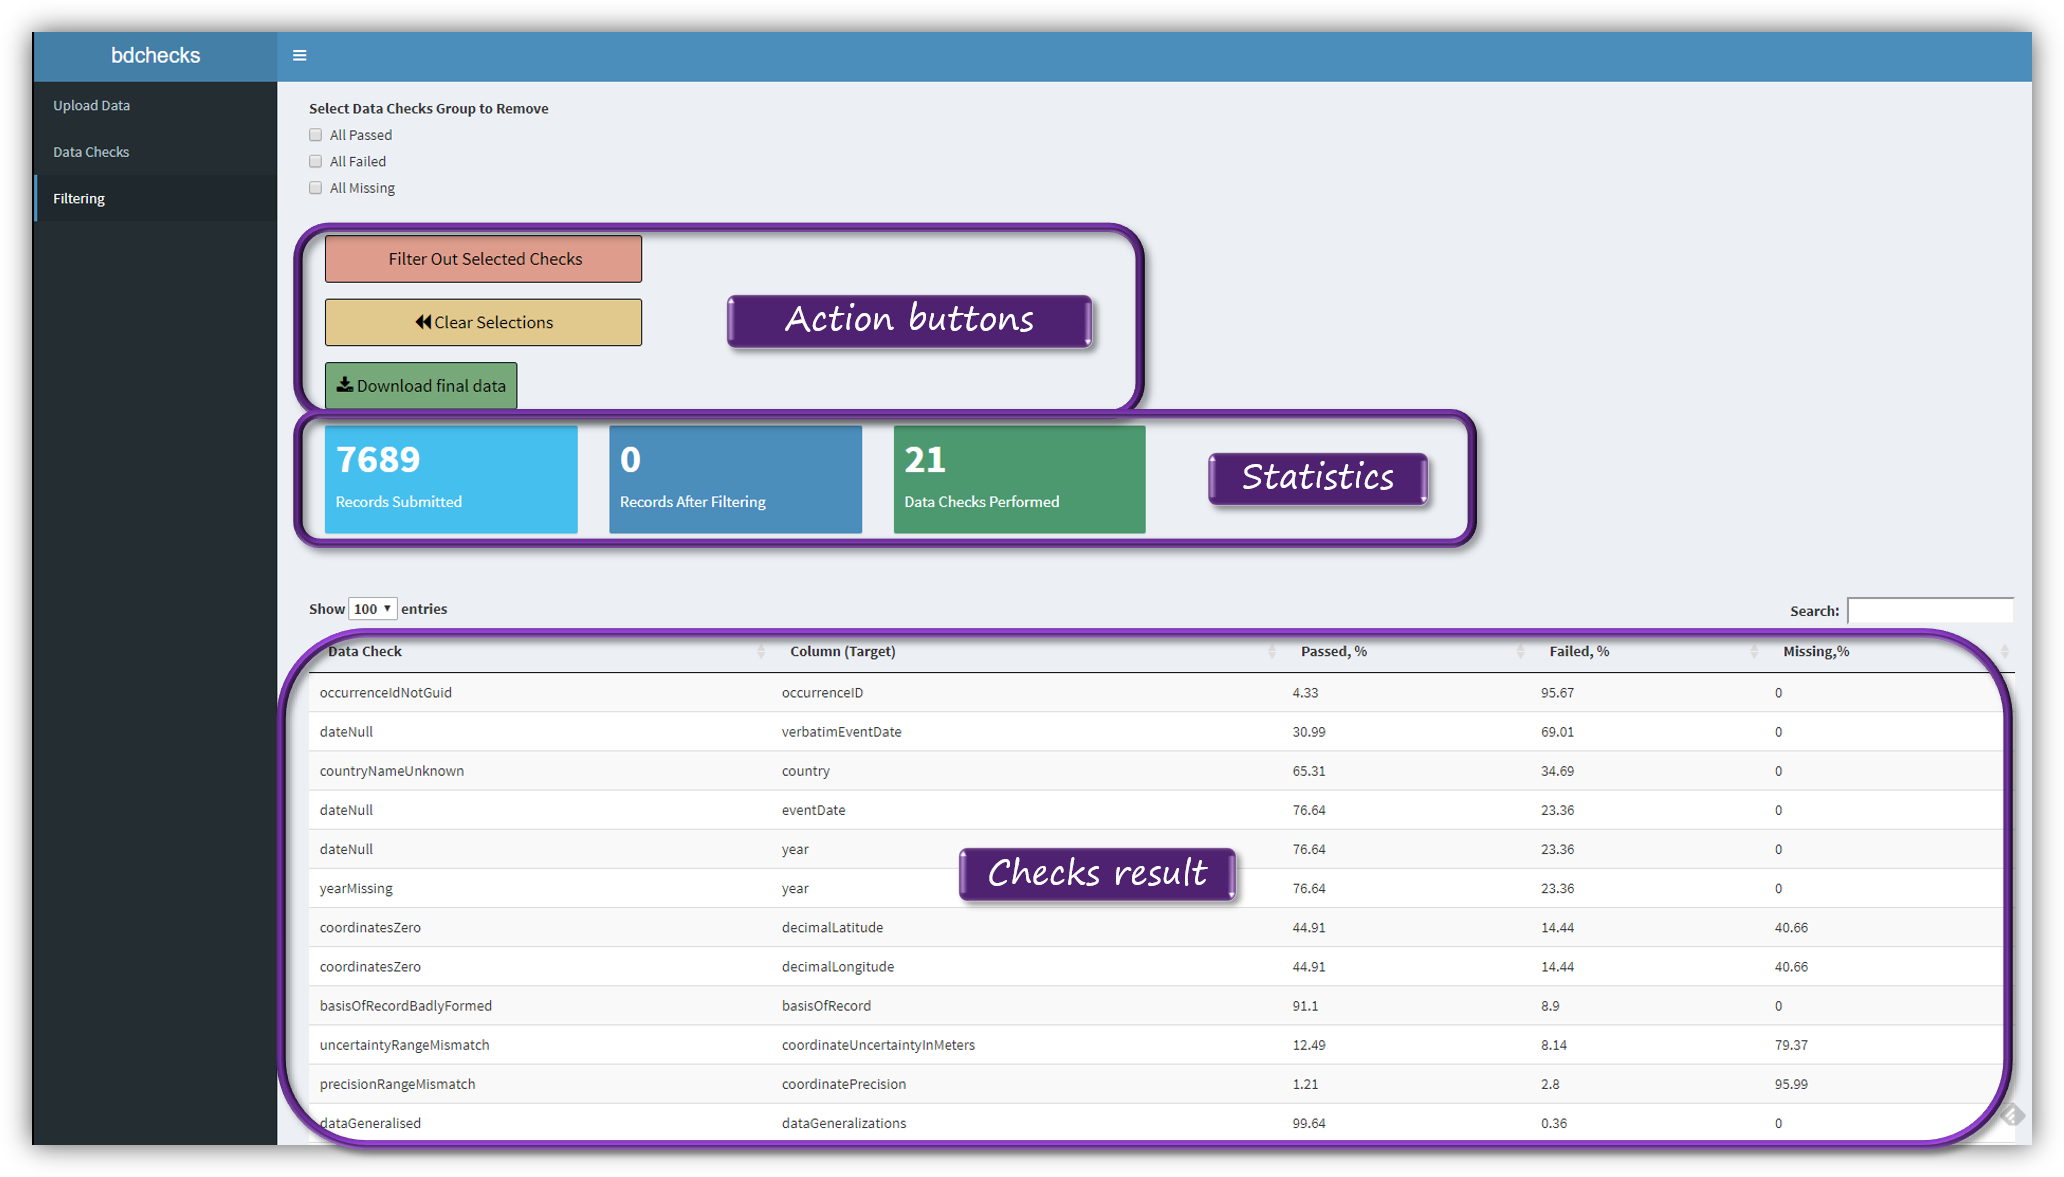 bdchecks
Upload Data
Data Checks
Filtering
Select Data Checks Group to Remove
All Passed
All Failed
All Missing
Filter Out Selected Checks
Clear Selections
Download final data
Action buttons
7689
Records Submitted
0
Records After Filtering
21
Data Checks Performed
Statistics
Show 100 entries
Search:
Data Check Column (Target) Passed, % Failed, % Missing,%
occurrenceIdNotGuid occurrenceID 4.33 95.67 0
dateNull verbatimEventDate 30.99 69.01 0
countryNameUnknown country 65.31 34.69 0
dateNull eventDate 76.64 23.36 0
dateNull year 76.64 23.36 0
Checks result
yearMissing year 76.64 23.36 0
coordinatesZero decimalLatitude 44.91 14.44 40.66
coordinatesZero decimalLongitude 44.91 14.44 40.66
basisOfRecordBadlyFormed basisOfRecord 91.1 8.9 0
uncertaintyRangeMismatch coordinateUncertaintyInMeters 12.49 8.14 79.37
precisionRangeMismatch coordinatePrecision 1.21 2.8 95.99
dataGeneralised dataGeneralizations 99.64 0.36 0